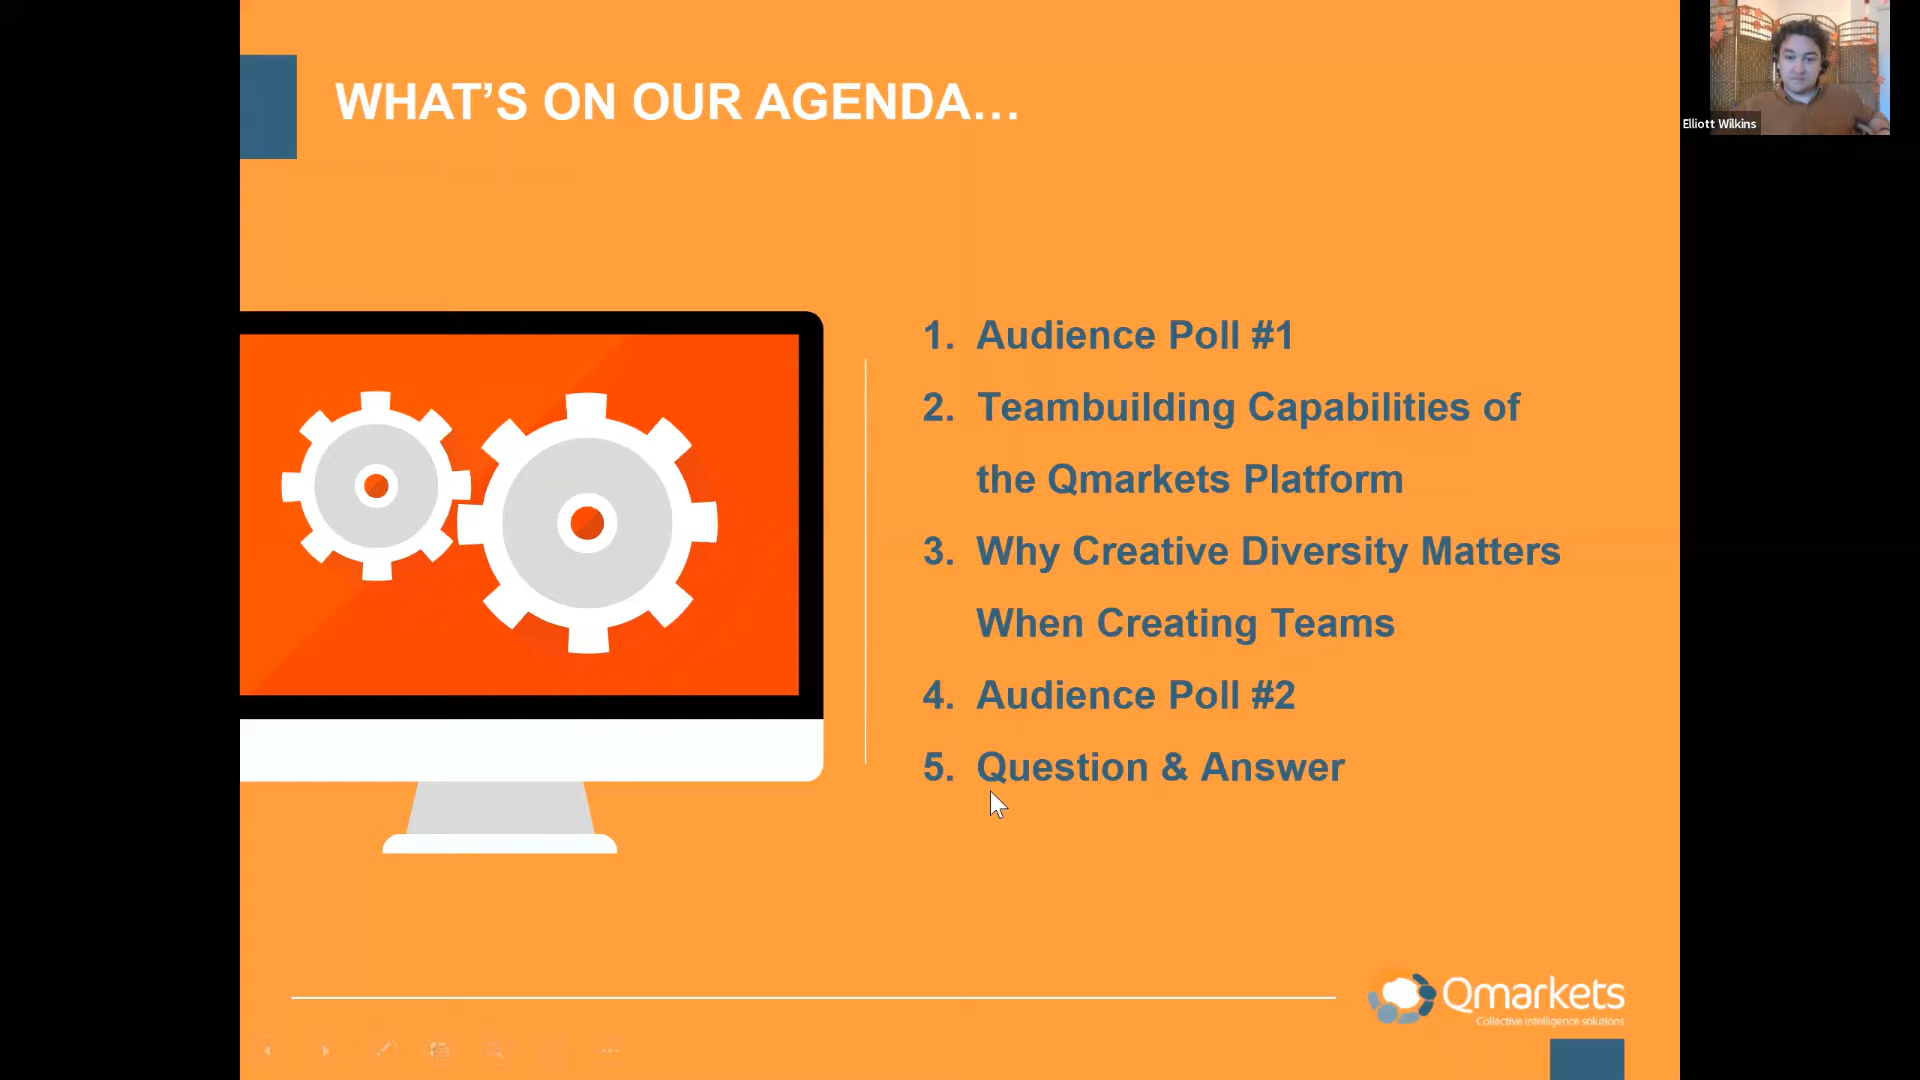 WHAT’S ON OUR AGENDA…
Elliott Wilkins
1. Audience Poll #1
2. Teambuilding Capabilities of
the Qmarkets Platform
3. Why Creative Diversity Matters
When Creating Teams
4. Audience Poll #2
5. Question & Answer
Qmarkets
Collective intelligence solutions